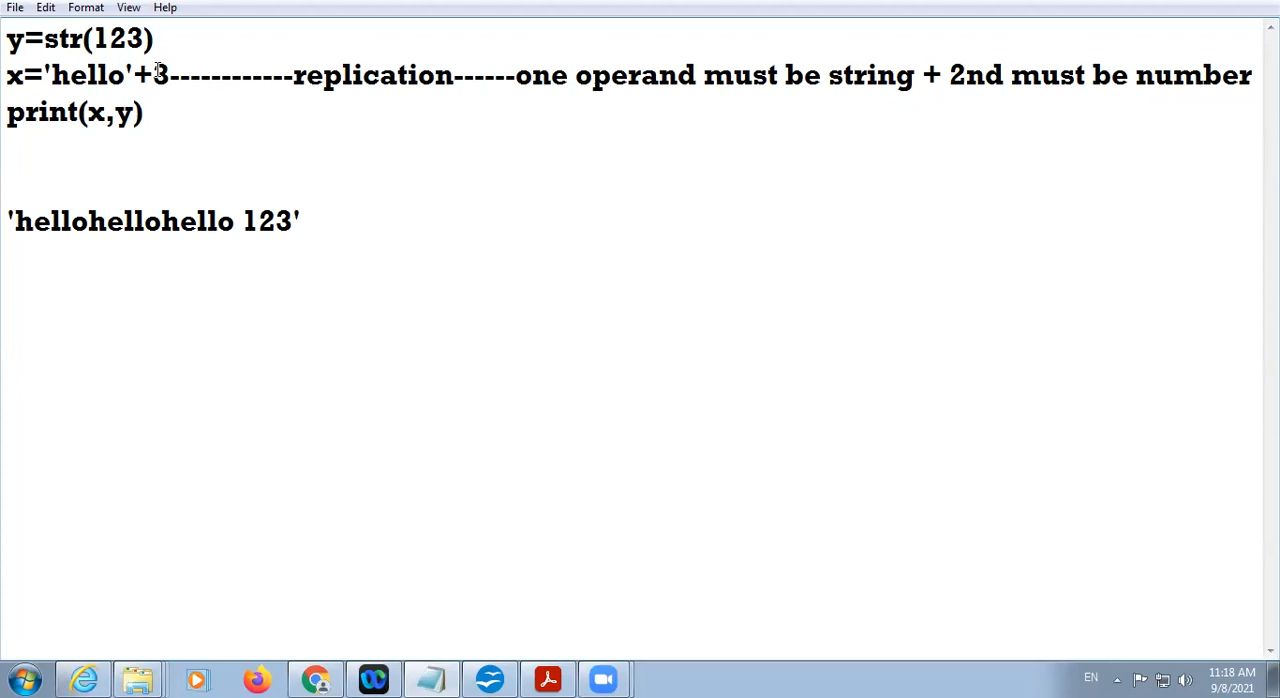 File Edit Format View Help
y=str(123)
x='hello'+3------------replication------one operand must be string + 2nd must be number
print(x,y)
'hellohellohello 123'
EN 11:18 AM
9/8/2021